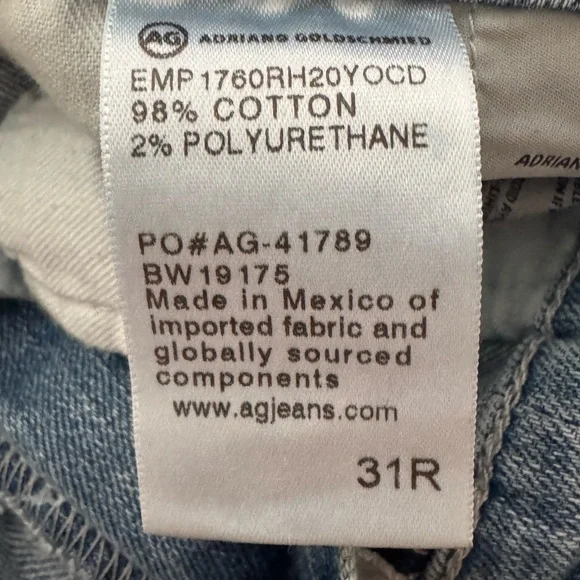 AG ADRIANO GOLDSCHMIED
EMP1760RH20YOCD
98% COTTON
2% POLYURETHANE
PO#AG-41789
BW19175
Made in Mexico of
imported fabric and
globally sourced
components
www.agjeans.com
31R
ADRIAN